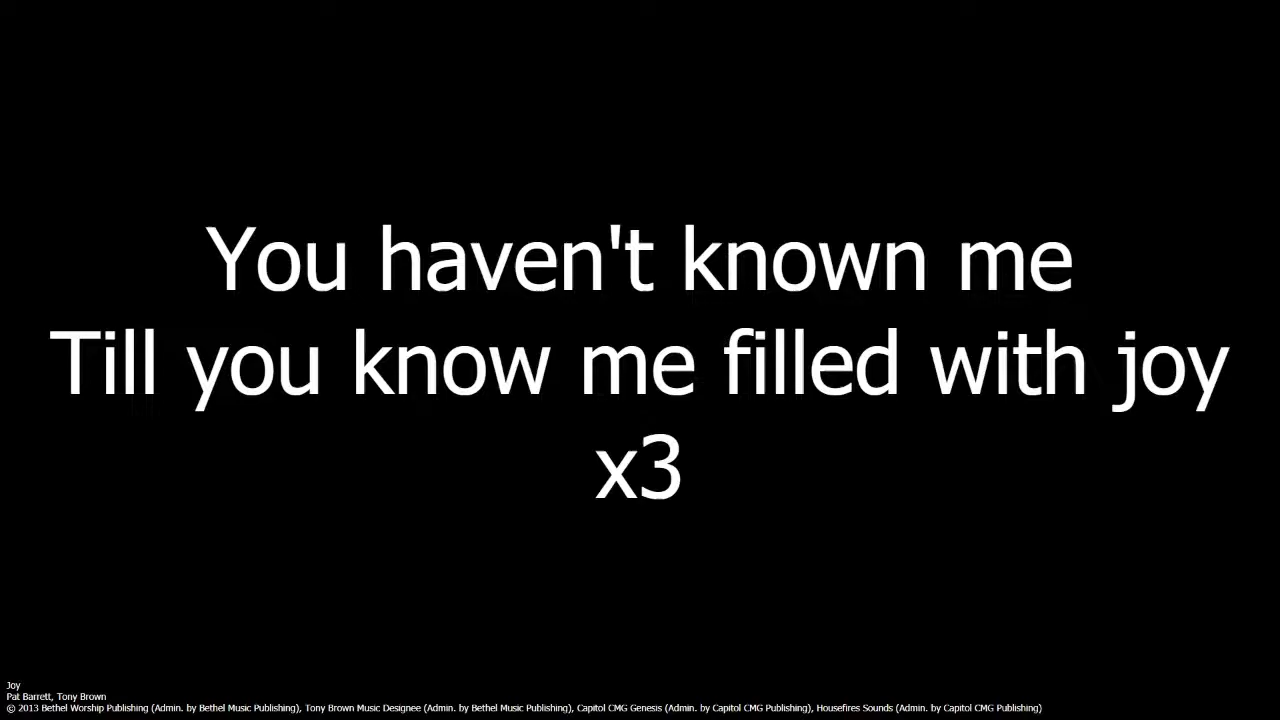 You haven't known me
Till you know me filled with joy
x3
Joy
Pat Barrett, Tony Brown
© 2013 Bethel Worship Publishing (Admin. by Bethel Music Publishing), Tony Brown Music Designee (Admin. by Bethel Music Publishing), Capitol CMG Genesis (Admin. by Capitol CMG Publishing), Housefires Sounds (Admin. by Capitol CMG Publishing)